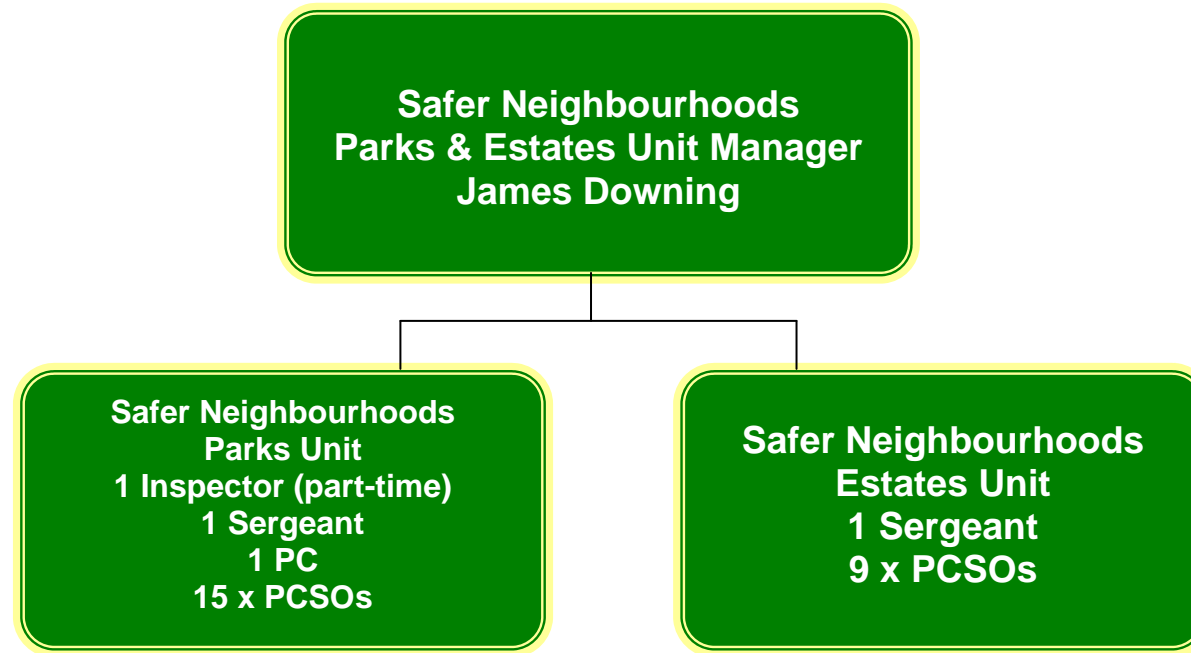 Safer Neighbourhoods
Parks & Estates Unit Manager
James Downing
Safer Neighbourhoods
Parks Unit
1 Inspector (part-time)
1 Sergeant
1 PC
15 x PCSOs
Safer Neighbourhoods
Estates Unit
1 Sergeant
9 x PCSOs